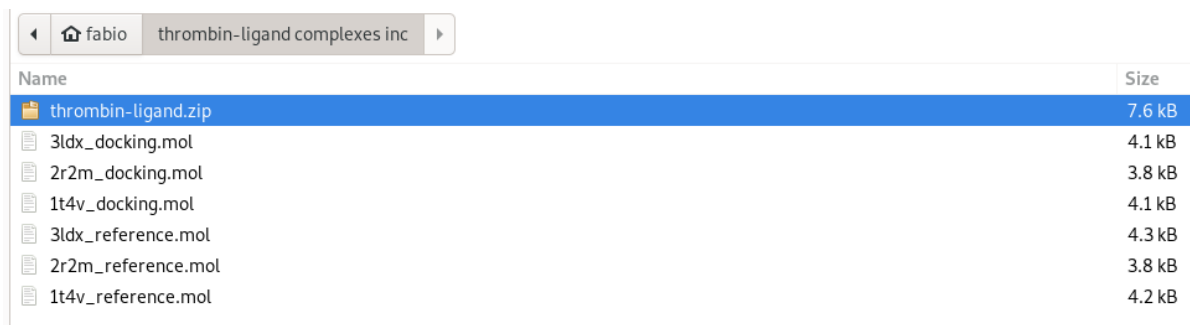 fabio thrombin-ligand complexes inc
Name Size
thrombin-ligand.zip 7.6 kB
3ldx_docking.mol 4.1 kB
2r2m_docking.mol 3.8 kB
1t4v_docking.mol 4.1 kB
3ldx_reference.mol 4.3 kB
2r2m_reference.mol 3.8 kB
1t4v_reference.mol 4.2 kB